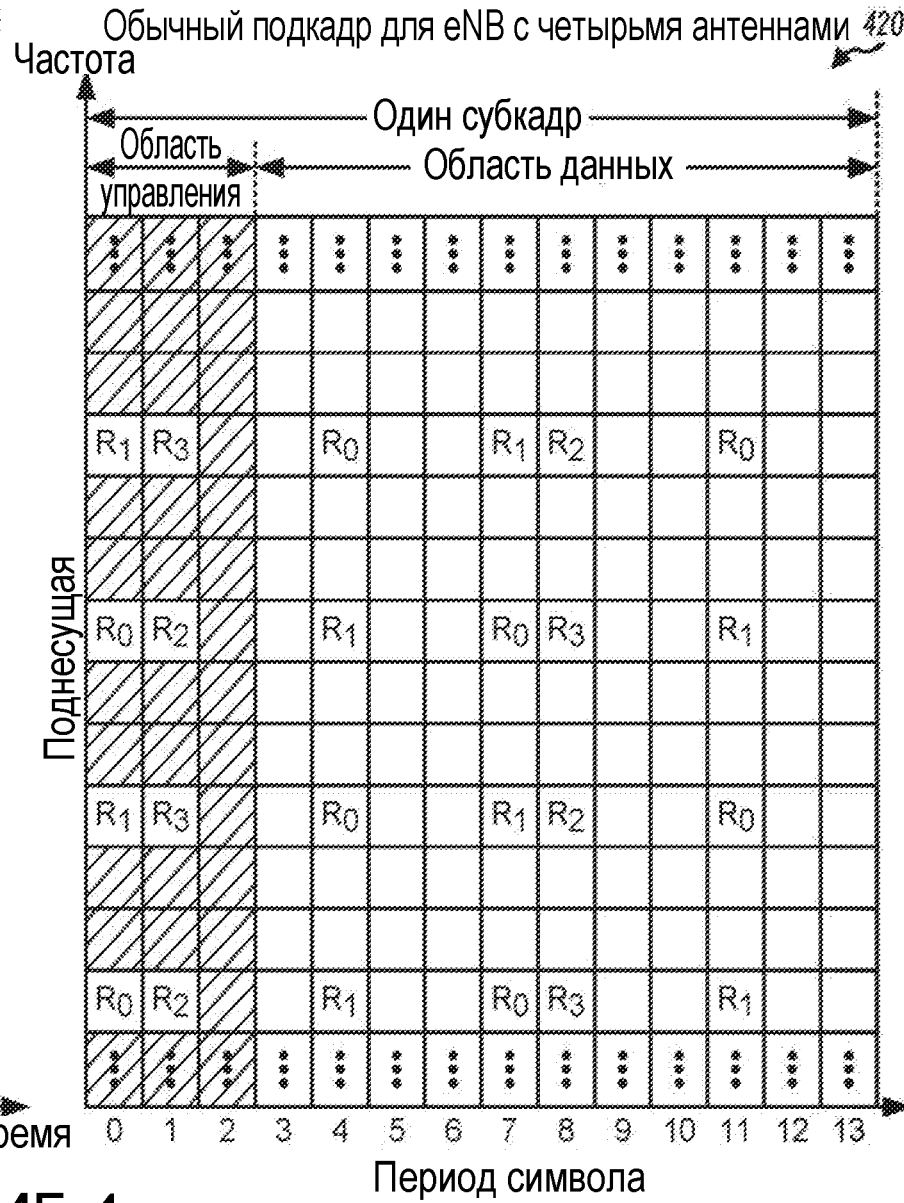 Обычный подкадр для eNB с четырьмя антеннами 420
Частота
Один субкадр
Область
управления
Область данных
R1 R3 R0 R1 R2 R0
R0 R2 R1 R0 R3 R1
R1 R3 R0 R1 R2 R0
R0 R2 R1 R0 R3 R1
Поднесущая
ремя 0 1 2 3 4 5 6 7 8 9 10 11 12 13
Период символа